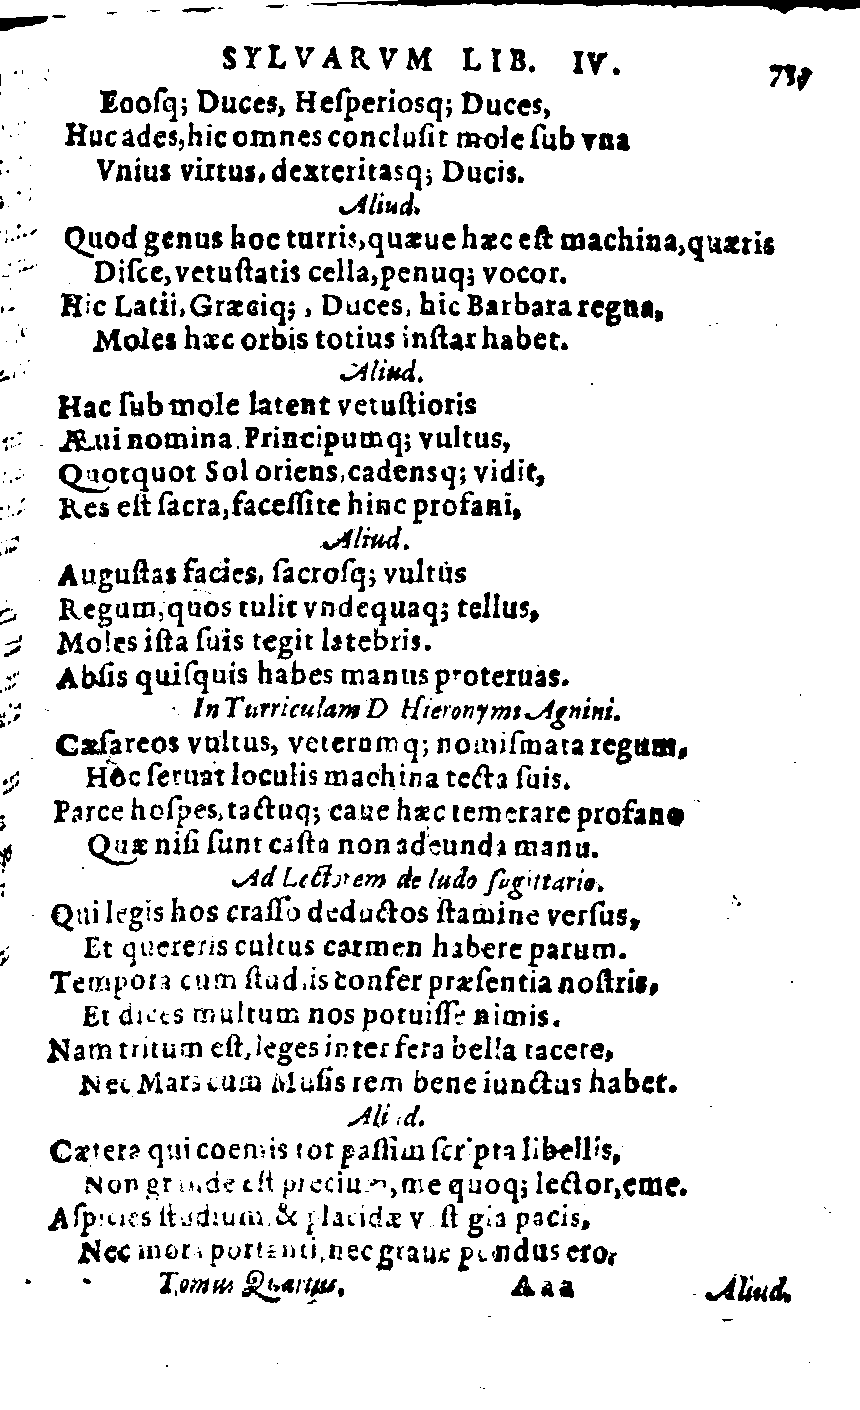 SYLVARVM LIB. IV.
Eoosq; Duces, Hesperiosq; Duces,
Huc ades, hic omnes conclusit mole sub vna
Vnius virtus, dexteritasq; Ducis.
Aliud.
Quod genus hoc turris, quæue hæc est machina, quæris
Disce, vetustatis cella, penuq; vocor.
Hic Latii, Græciq; , Duces, hic Barbara regna,
Moles hæc orbis totius instar habet.
Aliud.
Hac sub mole latent vetustioris
Æui nomina Principumq; vultus,
Quotquot Sol oriens, cadensq; vidit,
Res est sacra, facessite hinc profani,
Aliud.
Augustas facies, sacrosq; vultus
Regum, quos tulit vndequaq; tellus,
Moles ista suis tegit latebris.
Absis quisquis habes manus proteruas.
In Turriculam D Hieronymi Agnini.
Cæsareos vultus, veterumq; nomismata regum,
Hoc seruat loculis machina tecta suis.
Parce hospes, tactuq; caue hæc temerare profano
Quæ nisi sunt casta non adeunda manu.
Ad Lectorem de ludo sagittario.
Qui legis hos crasso deductos stamine versus,
Et quereris cultus carmen habere parum.
Tempora cum studiis confer præsentia nostris,
Et dices multum nos potuisse nimis.
Nam tritum est, leges inter fera bella tacere,
Nec Mars cum Musis rem bene iunctus habet.
Aliud.
Cætera qui coemis tot passim scripta libellis,
Non grande est precium, me quoq; lector, eme.
Aspicies studium & placidæ vestigia pacis,
Nec mora portanti, nec graue pondus ero,
Tomus Quartus. Aaa Aliud.